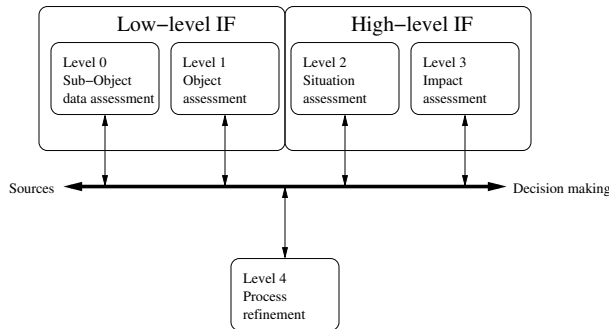 Low-level IF
High-level IF
Level 0
Sub-Object
data assessment
Level 1
Object
assessment
Level 2
Situation
assessment
Level 3
Impact
assessment
Sources
Decision making
Level 4
Process
refinement